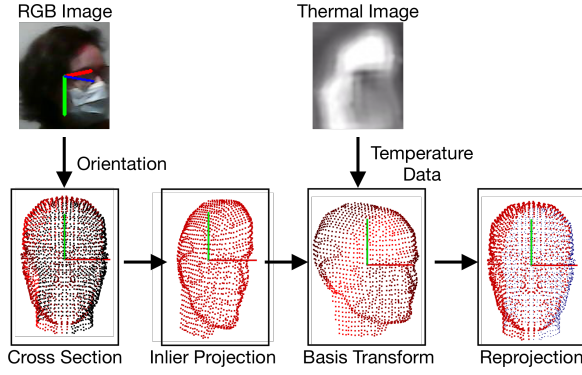 RGB Image
Thermal Image
Orientation
Temperature
Data
Cross Section
Inlier Projection
Basis Transform
Reprojection